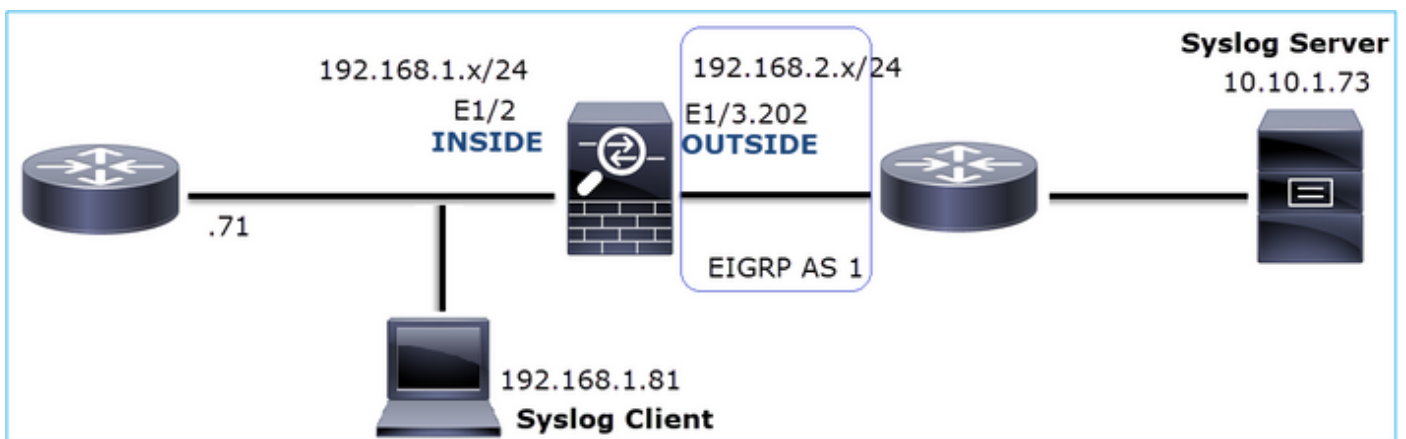 Syslog Server
10.10.1.73
192.168.1.x/24
192.168.2.x/24
E1/2
E1/3.202
INSIDE
OUTSIDE
.71
EIGRP AS 1
192.168.1.81
Syslog Client